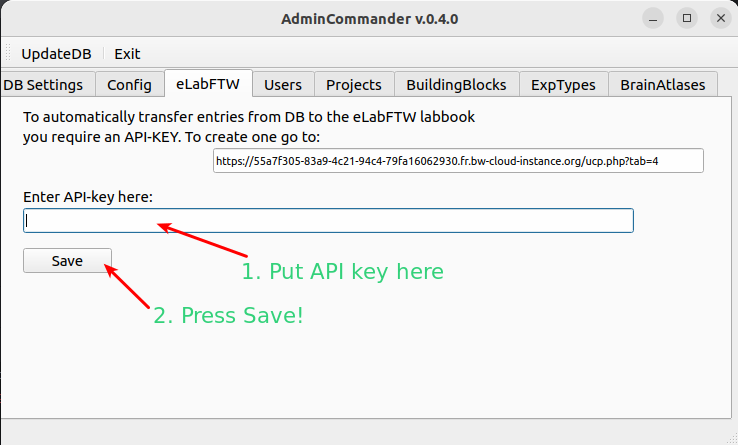 AdminCommander v.0.4.0
UpdateDB Exit
DB Settings Config eLabFTW Users Projects BuildingBlocks ExpTypes BrainAtlases
To automatically transfer entries from DB to the eLabFTW labbook
you require an API-KEY. To create one go to:
https://55a7f305-83a9-4c21-94c4-79fa16062930.fr.bw-cloud-instance.org/ucp.php?tab=4
Enter API-key here:
Save
1. Put API key here
2. Press Save!